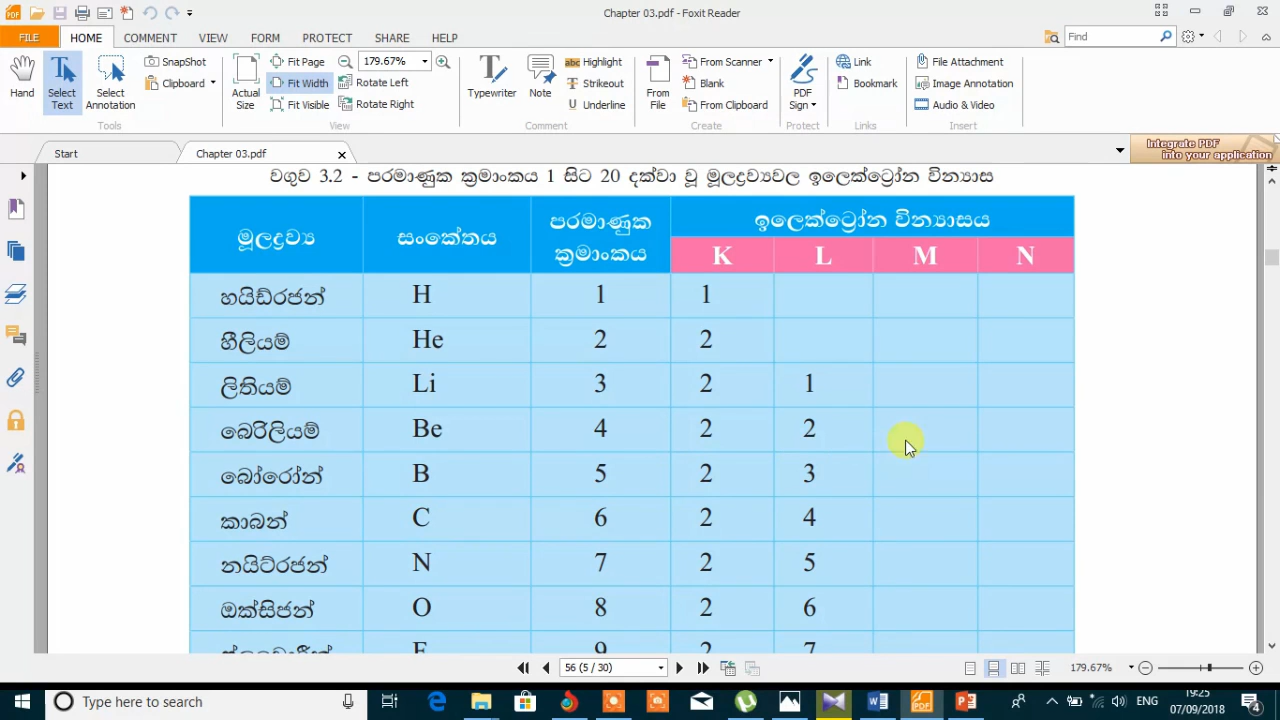 Chapter 03.pdf - Foxit Reader
FILE HOME COMMENT VIEW FORM PROTECT SHARE HELP
Find
Hand
Select Text
Select Annotation
SnapShot
Clipboard
Tools
Actual Size
Fit Page
Fit Width
Fit Visible
179.67%
Rotate Left
Rotate Right
View
Typewriter
Note
Highlight
Strikeout
Underline
Comment
From File
From Scanner
Blank
From Clipboard
Create
PDF Sign
Protect
Link
Bookmark
Links
File Attachment
Image Annotation
Audio & Video
Insert
Start
Chapter 03.pdf
Integrate PDF
into your application
වගුව 3.2 - පරමාණුක ක්‍රමාංකය 1 සිට 20 දක්වා වූ මූලද්‍රව්‍යවල ඉලෙක්ට්‍රෝන වින්‍යාස
මූලද්‍රව්‍ය සංකේතය පරමාණුක ක්‍රමාංකය ඉලෙක්ට්‍රෝන වින්‍යාසය
K L M N
හයිඩ්රජන් H 1 1
හීලියම් He 2 2
ලිතියම් Li 3 2 1
බෙරිලියම් Be 4 2 2
බෝරෝන් B 5 2 3
කාබන් C 6 2 4
නයිට්රජන් N 7 2 5
ඔක්සිජන් O 8 2 6
F 9 2 7
56 (5 / 30)
179.67%
Type here to search
ENG
19:25
07/09/2018
4